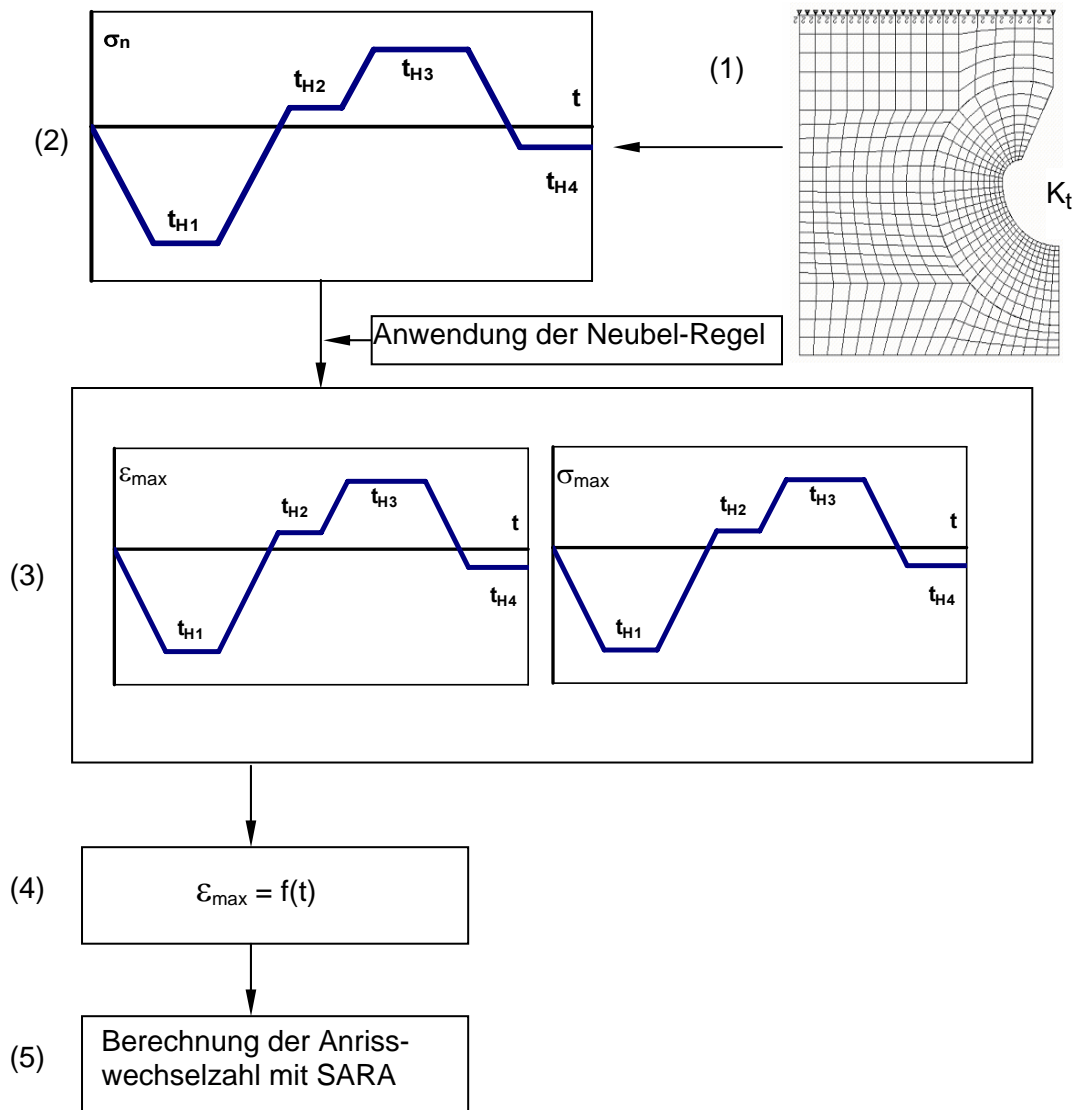 σn
tH2
tH3
t
tH1
tH4
(1)
(2)
Kt
Anwendung der Neubel-Regel
εmax
tH2
tH3
t
tH1
tH4
σmax
tH2
tH3
t
tH1
tH4
(3)
(4)
εmax = f(t)
(5)
Berechnung der Anriss-
wechselzahl mit SARA